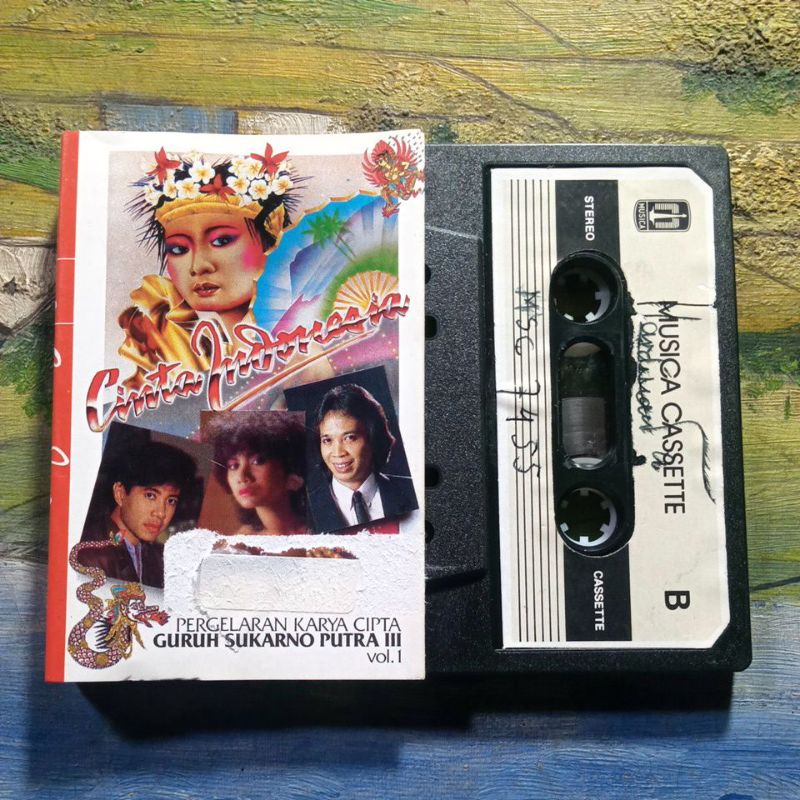 Cinta Indonesia
PERGELARAN KARYA CIPTA
GURUH SUKARNO PUTRA III
vol.1
STEREO
MUSICA
MSC 7455
MUSICA CASSETTE
CASSETTE
B